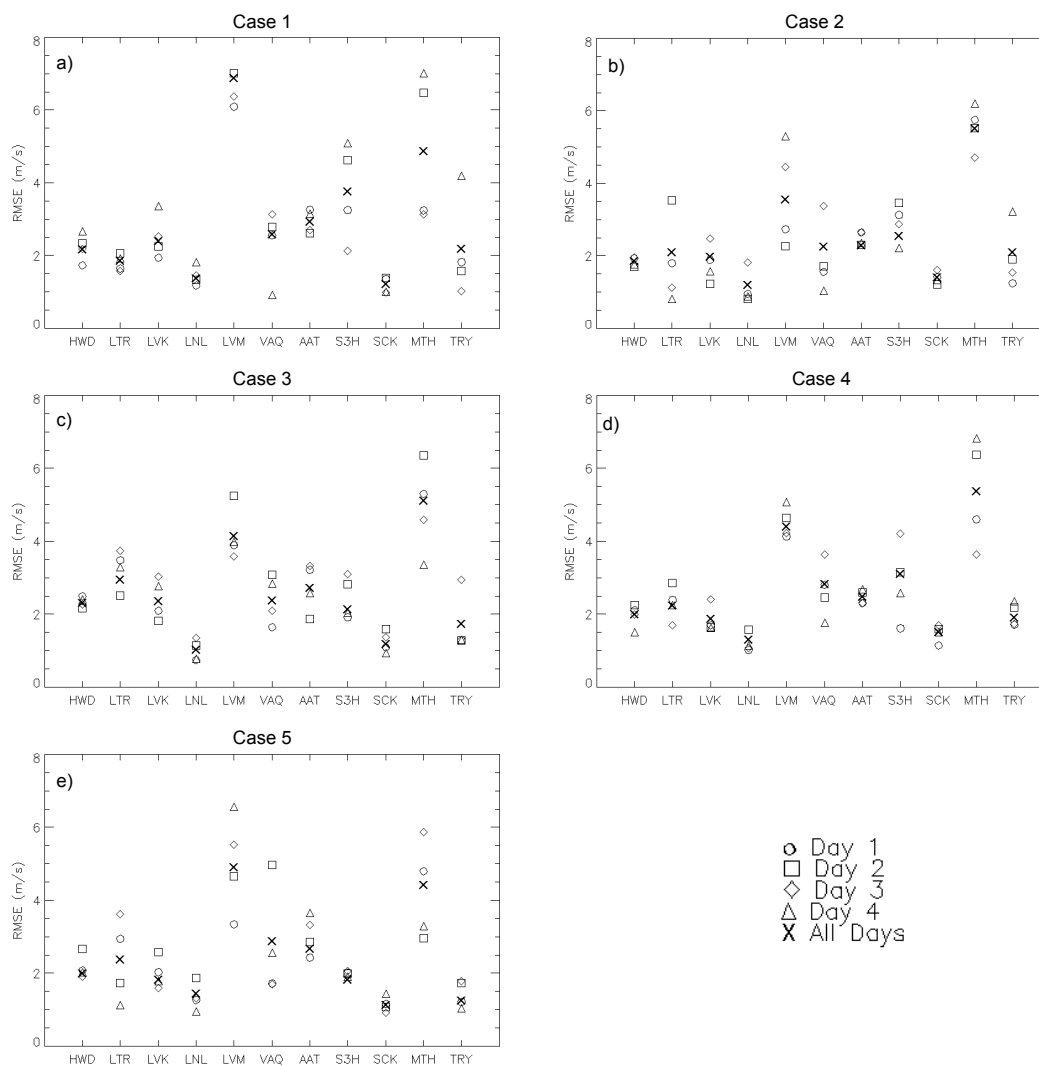 Case 1
a)
8
6
4
2
0
RMSE (m/s)
HWD LTR LVK LNL LVM VAQ AAT S3H SCK MTH TRY
Case 2
b)
8
6
4
2
0
RMSE (m/s)
HWD LTR LVK LNL LVM VAQ AAT S3H SCK MTH TRY
Case 3
c)
8
6
4
2
0
RMSE (m/s)
HWD LTR LVK LNL LVM VAQ AAT S3H SCK MTH TRY
Case 4
d)
8
6
4
2
0
RMSE (m/s)
HWD LTR LVK LNL LVM VAQ AAT S3H SCK MTH TRY
Case 5
e)
8
6
4
2
0
RMSE (m/s)
HWD LTR LVK LNL LVM VAQ AAT S3H SCK MTH TRY
Day 1
Day 2
Day 3
Day 4
All Days